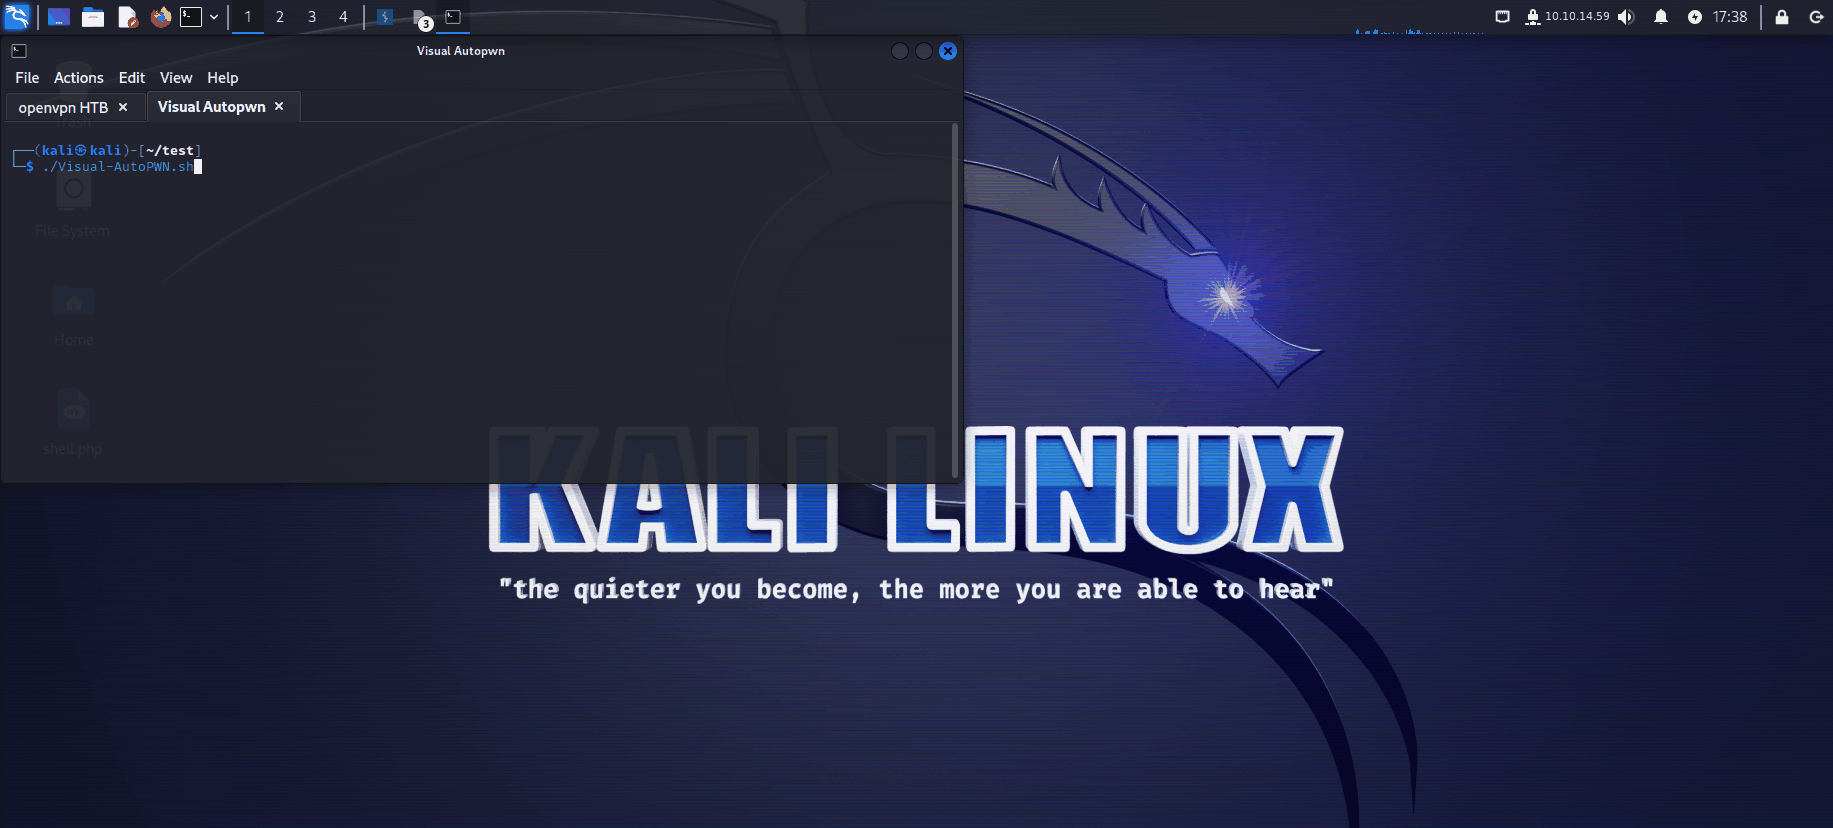 1 2 3 4 3 10.10.14.59 17:38
Visual Autopwn
File Actions Edit View Help
openvpn HTB Visual Autopwn
Trash
┌──(kali㉿kali)-[~/test]
└─$ ./Visual-AutoPWN.sh
File System
Home
shell.php
KALI LINUX
"the quieter you become, the more you are able to hear"